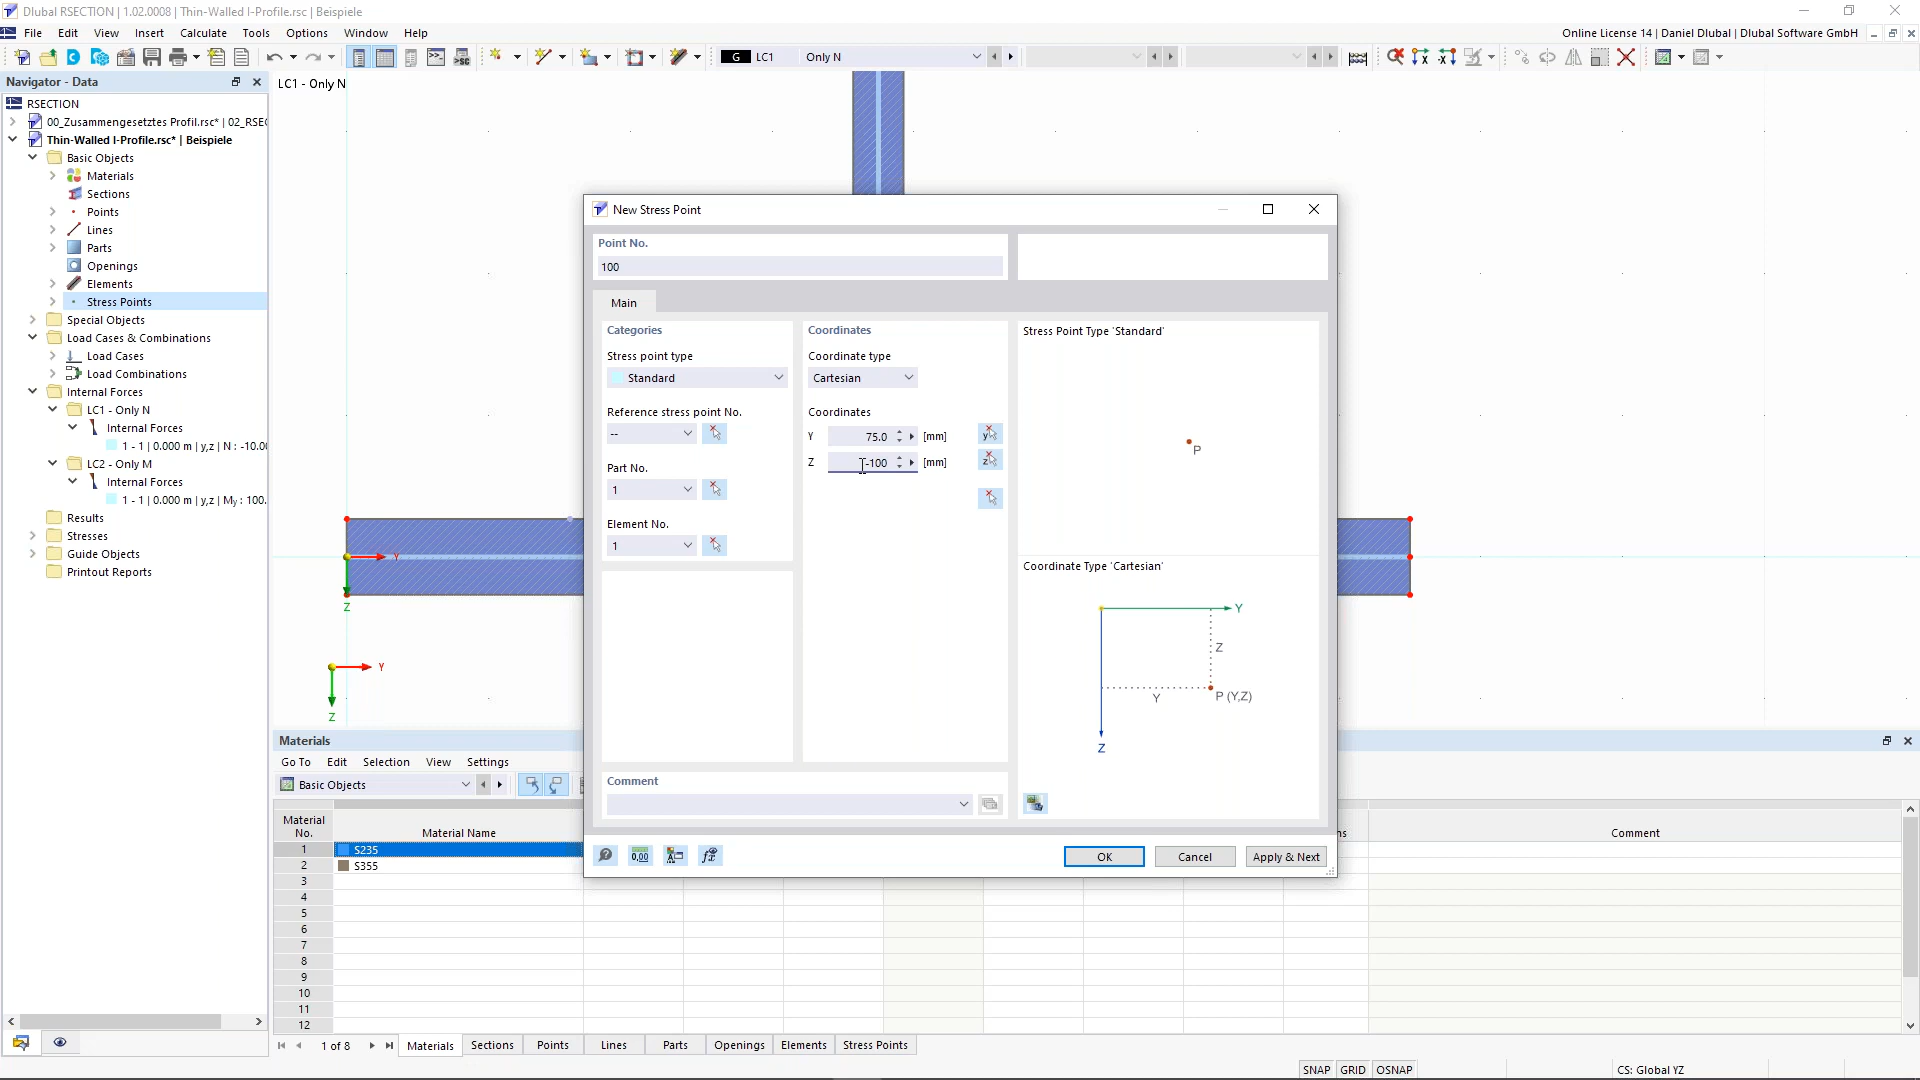 Dlubal RSECTION | 1.02.0008 | Thin-Walled I-Profile.rsc* | Beispiele
File Edit View Insert Calculate Tools Options Window Help
Online License 14 | Daniel Dlubal | Dlubal Software GmbH
G LC1 Only N
Navigator - Data
LC1 - Only N
RSECTION
00_Zusammengesetztes Profil.rsc* | 02_RSE
Thin-Walled I-Profile.rsc* | Beispiele
Basic Objects
Materials
Sections
Points
Lines
Parts
Openings
Elements
Stress Points
Special Objects
Load Cases & Combinations
Load Cases
Load Combinations
Internal Forces
LC1 - Only N
Internal Forces
1 - 1 | 0.000 m | y,z | N : -10.0
LC2 - Only M
Internal Forces
1 - 1 | 0.000 m | y,z | My : 100.
Results
Stresses
Guide Objects
Printout Reports
Y
Z
Y
Z
New Stress Point
Point No.
100
Main
Categories
Stress point type
Standard
Reference stress point No.
--
Part No.
1
Element No.
1
Coordinates
Coordinate type
Cartesian
Coordinates
Y 75.0 [mm]
Z -100 [mm]
Stress Point Type 'Standard'
P
Coordinate Type 'Cartesian'
Y
Z
Y
P (Y,Z)
Z
Comment
OK Cancel Apply & Next
Materials
Go To Edit Selection View Settings
Basic Objects
Material
No.
Material Name
Comment
1 S235
2 S355
3
4
5
6
7
8
9
10
11
12
1 of 8 Materials Sections Points Lines Parts Openings Elements Stress Points
SNAP GRID OSNAP CS: Global YZ